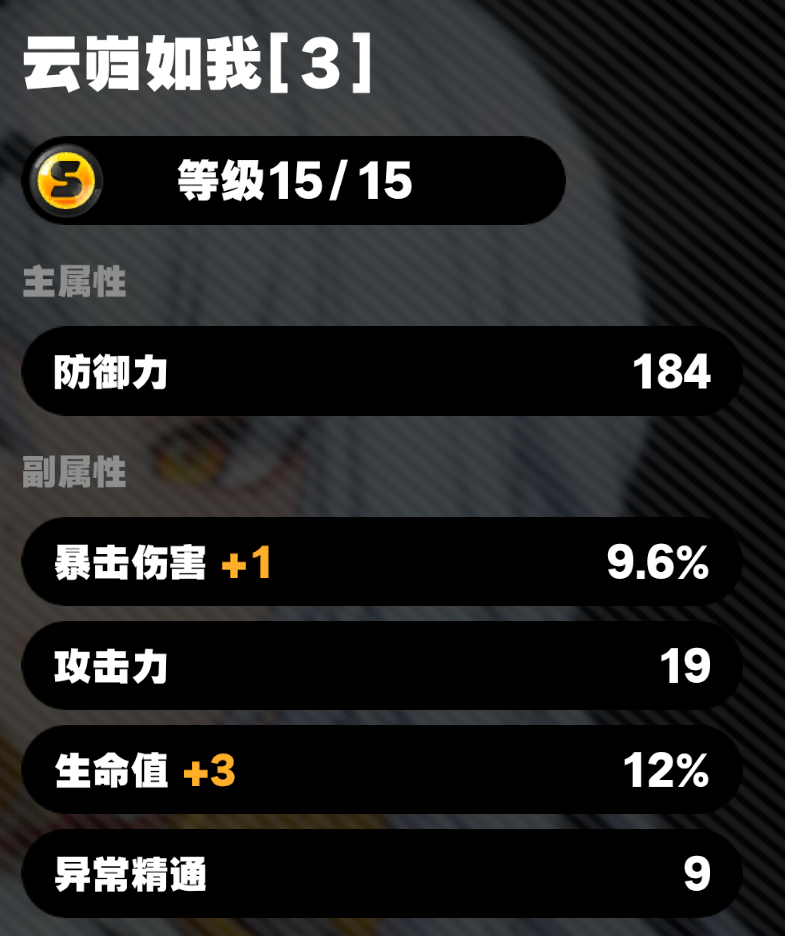 云岿如我[3]
S
等级15/15
主属性
防御力 184
副属性
暴击伤害 +1 9.6%
攻击力 19
生命值 +3 12%
异常精通 9